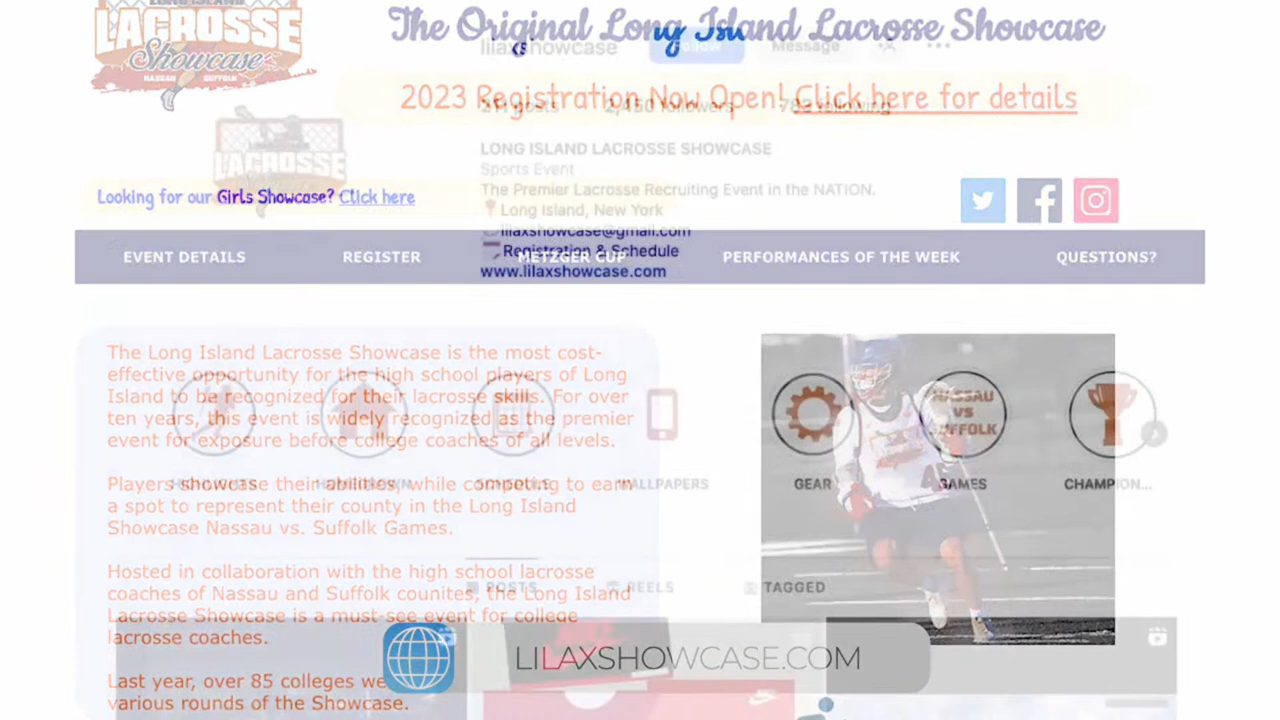 LONG ISLAND
LACROSSE
Showcase
NASSAU SUFFOLK
The Original Long Island Lacrosse Showcase
lilaxshowcase Follow Message
2023 Registration Now Open! Click here for details
211 posts 2,450 followers following
LACROSSE
LONG ISLAND LACROSSE SHOWCASE
Sports Event
The Premier Lacrosse Recruiting Event in the NATION.
Long Island, New York
lilaxshowcase@gmail.com
Registration & Schedule
www.lilaxshowcase.com
Looking for our Girls Showcase? Click here
EVENT DETAILS REGISTER METZGER CUP PERFORMANCES OF THE WEEK QUESTIONS?
The Long Island Lacrosse Showcase is the most cost-
effective opportunity for the high school players of Long
Island to be recognized for their lacrosse skills. For over
ten years, this event is widely recognized as the premier
event for exposure before college coaches of all levels.
Players showcase their abilities, while competing to earn
a spot to represent their county in the Long Island
Showcase Nassau vs. Suffolk Games.
Hosted in collaboration with the high school lacrosse
coaches of Nassau and Suffolk counites, the Long Island
Lacrosse Showcase is a must-see event for college
lacrosse coaches.
Last year, over 85 colleges we
various rounds of the Showcase.
NASSAU
VS
SUFFOLK
WALLPAPERS GEAR GAMES CHAMPION...
POSTS REELS TAGGED
LILAXSHOWCASE.COM